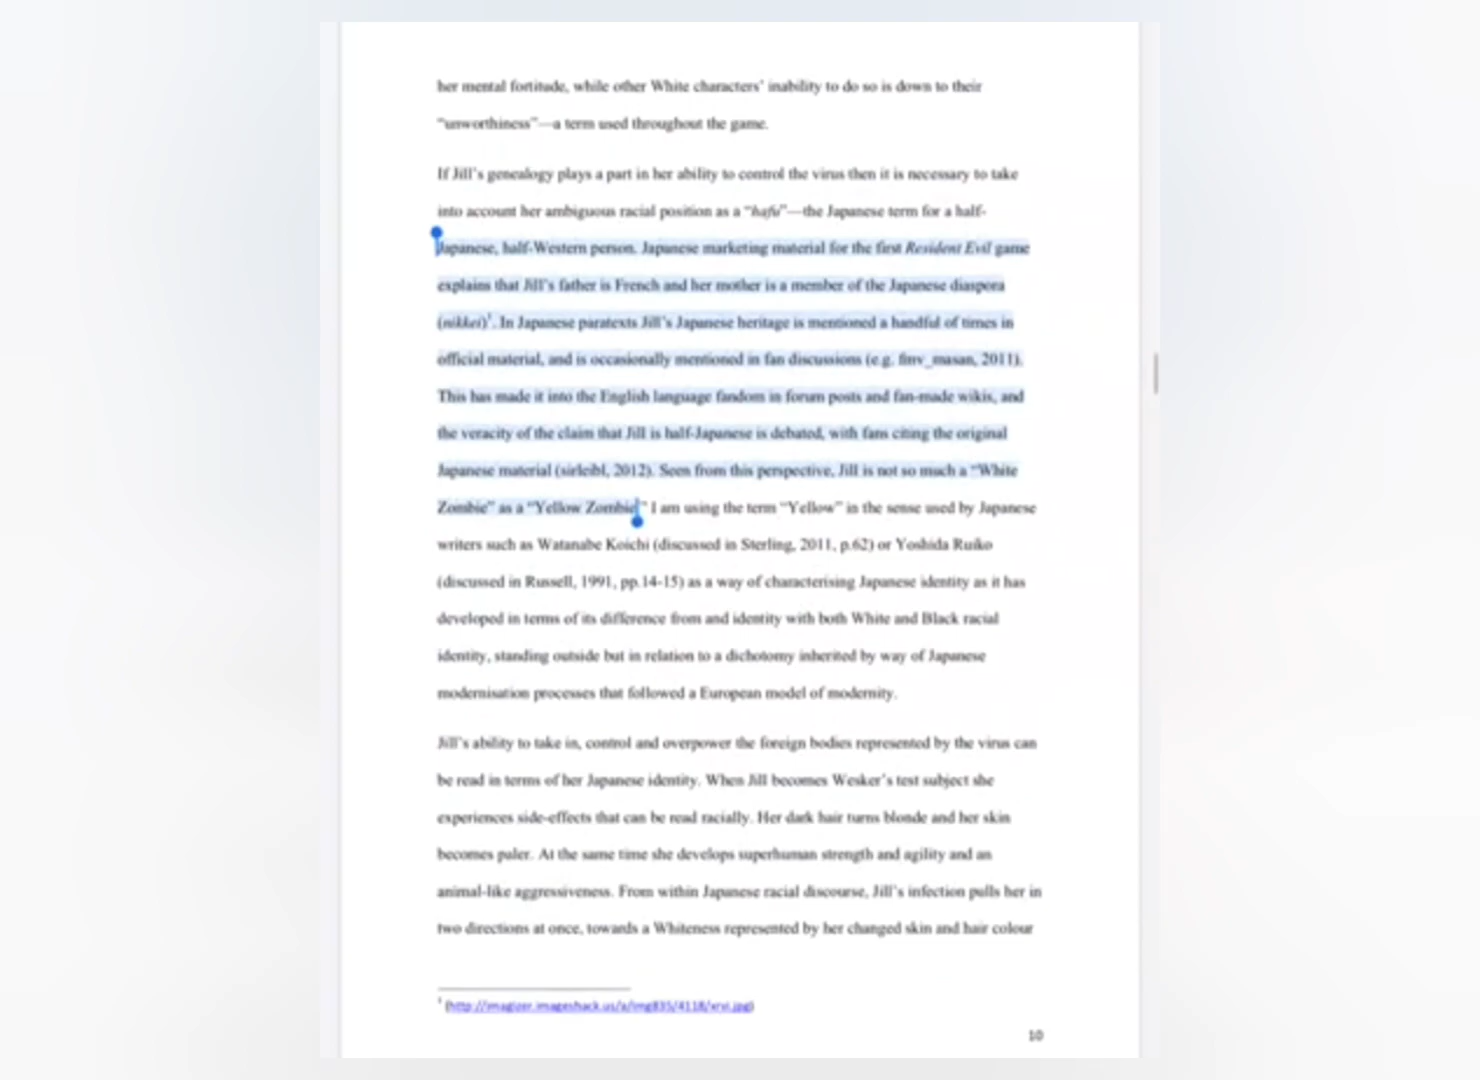 her mental fortitude, while other White characters' inability to do so is down to their
“unworthiness”—a term used throughout the game.
If Jill's genealogy plays a part in her ability to control the virus then it is necessary to take
into account her ambiguous racial position as a “hafu”—the Japanese term for a half-
Japanese, half-Western person. Japanese marketing material for the first Resident Evil game
explains that Jill's father is French and her mother is a member of the Japanese diaspora
(nikkei)¹. In Japanese paratexts Jill's Japanese heritage is mentioned a handful of times in
official material, and is occasionally mentioned in fan discussions (e.g. fmv_masan, 2011).
This has made it into the English language fandom in forum posts and fan-made wikis, and
the veracity of the claim that Jill is half-Japanese is debated, with fans citing the original
Japanese material (sirleibl, 2012). Seen from this perspective, Jill is not so much a “White
Zombie” as a “Yellow Zombie” I am using the term “Yellow” in the sense used by Japanese
writers such as Watanabe Koichi (discussed in Sterling, 2011, p.62) or Yoshida Ruiko
(discussed in Russell, 1991, pp.14-15) as a way of characterising Japanese identity as it has
developed in terms of its difference from and identity with both White and Black racial
identity, standing outside but in relation to a dichotomy inherited by way of Japanese
modernisation processes that followed a European model of modernity.
Jill's ability to take in, control and overpower the foreign bodies represented by the virus can
be read in terms of her Japanese identity. When Jill becomes Wesker's test subject she
experiences side-effects that can be read racially. Her dark hair turns blonde and her skin
becomes paler. At the same time she develops superhuman strength and agility and an
animal-like aggressiveness. From within Japanese racial discourse, Jill's infection pulls her in
two directions at once, towards a Whiteness represented by her changed skin and hair colour
¹ (http://imagizer.imageshack.us/a/img835/4118/xrvi.jpg)
10